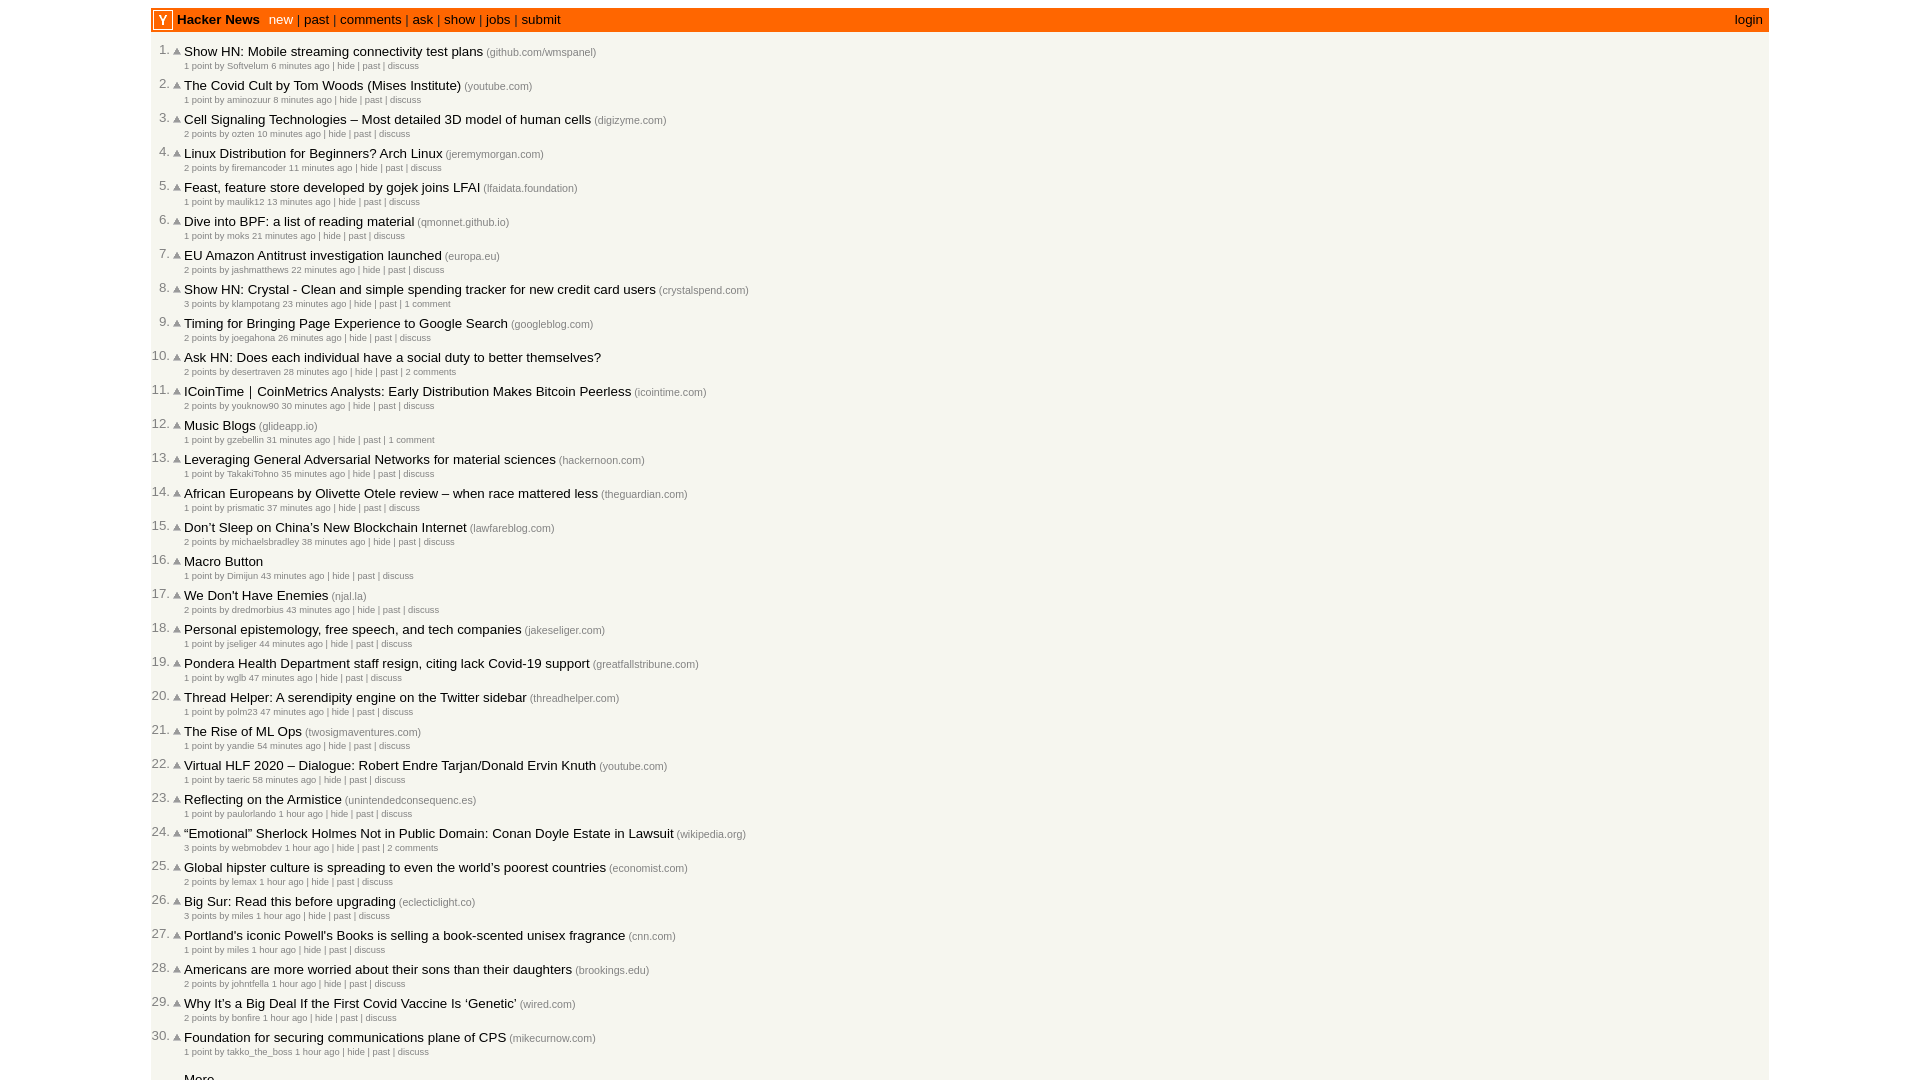 Y Hacker News new | past | comments | ask | show | jobs | submit login
1. Show HN: Mobile streaming connectivity test plans (github.com/wmspanel)
1 point by Softvelum 6 minutes ago | hide | past | discuss
2. The Covid Cult by Tom Woods (Mises Institute) (youtube.com)
1 point by aminozuur 8 minutes ago | hide | past | discuss
3. Cell Signaling Technologies – Most detailed 3D model of human cells (digizyme.com)
2 points by ozten 10 minutes ago | hide | past | discuss
4. Linux Distribution for Beginners? Arch Linux (jeremymorgan.com)
2 points by firemancoder 11 minutes ago | hide | past | discuss
5. Feast, feature store developed by gojek joins LFAI (lfaidata.foundation)
1 point by maulik12 13 minutes ago | hide | past | discuss
6. Dive into BPF: a list of reading material (qmonnet.github.io)
1 point by moks 21 minutes ago | hide | past | discuss
7. EU Amazon Antitrust investigation launched (europa.eu)
2 points by jashmatthews 22 minutes ago | hide | past | discuss
8. Show HN: Crystal - Clean and simple spending tracker for new credit card users (crystalspend.com)
3 points by klampotang 23 minutes ago | hide | past | 1 comment
9. Timing for Bringing Page Experience to Google Search (googleblog.com)
2 points by joegahona 26 minutes ago | hide | past | discuss
10. Ask HN: Does each individual have a social duty to better themselves?
2 points by desertraven 28 minutes ago | hide | past | 2 comments
11. ICoinTime｜CoinMetrics Analysts: Early Distribution Makes Bitcoin Peerless (icointime.com)
2 points by youknow90 30 minutes ago | hide | past | discuss
12. Music Blogs (glideapp.io)
1 point by gzebellin 31 minutes ago | hide | past | 1 comment
13. Leveraging General Adversarial Networks for material sciences (hackernoon.com)
1 point by TakakiTohno 35 minutes ago | hide | past | discuss
14. African Europeans by Olivette Otele review – when race mattered less (theguardian.com)
1 point by prismatic 37 minutes ago | hide | past | discuss
15. Don’t Sleep on China’s New Blockchain Internet (lawfareblog.com)
2 points by michaelsbradley 38 minutes ago | hide | past | discuss
16. Macro Button
1 point by Dimijun 43 minutes ago | hide | past | discuss
17. We Don't Have Enemies (njal.la)
2 points by dredmorbius 43 minutes ago | hide | past | discuss
18. Personal epistemology, free speech, and tech companies (jakeseliger.com)
1 point by jseliger 44 minutes ago | hide | past | discuss
19. Pondera Health Department staff resign, citing lack Covid-19 support (greatfallstribune.com)
1 point by wglb 47 minutes ago | hide | past | discuss
20. Thread Helper: A serendipity engine on the Twitter sidebar (threadhelper.com)
1 point by polm23 47 minutes ago | hide | past | discuss
21. The Rise of ML Ops (twosigmaventures.com)
1 point by yandie 54 minutes ago | hide | past | discuss
22. Virtual HLF 2020 – Dialogue: Robert Endre Tarjan/Donald Ervin Knuth (youtube.com)
1 point by taeric 58 minutes ago | hide | past | discuss
23. Reflecting on the Armistice (unintendedconsequenc.es)
1 point by paulorlando 1 hour ago | hide | past | discuss
24. “Emotional” Sherlock Holmes Not in Public Domain: Conan Doyle Estate in Lawsuit (wikipedia.org)
3 points by webmobdev 1 hour ago | hide | past | 2 comments
25. Global hipster culture is spreading to even the world’s poorest countries (economist.com)
2 points by lemax 1 hour ago | hide | past | discuss
26. Big Sur: Read this before upgrading (eclecticlight.co)
3 points by miles 1 hour ago | hide | past | discuss
27. Portland's iconic Powell's Books is selling a book-scented unisex fragrance (cnn.com)
1 point by miles 1 hour ago | hide | past | discuss
28. Americans are more worried about their sons than their daughters (brookings.edu)
2 points by johntfella 1 hour ago | hide | past | discuss
29. Why It’s a Big Deal If the First Covid Vaccine Is ‘Genetic’ (wired.com)
2 points by bonfire 1 hour ago | hide | past | discuss
30. Foundation for securing communications plane of CPS (mikecurnow.com)
1 point by takko_the_boss 1 hour ago | hide | past | discuss
More